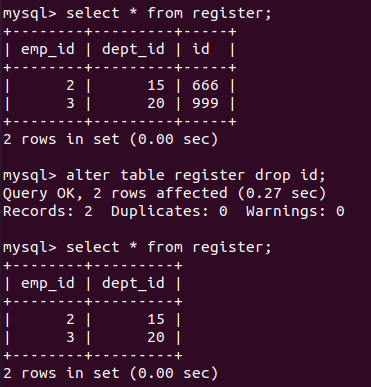 mysql> select * from register;
+--------+---------+-----+
| emp_id | dept_id | id  |
+--------+---------+-----+
|      2 |      15 | 666 |
|      3 |      20 | 999 |
+--------+---------+-----+
2 rows in set (0.00 sec)
mysql> alter table register drop id;
Query OK, 2 rows affected (0.27 sec)
Records: 2  Duplicates: 0  Warnings: 0
mysql> select * from register;
+--------+---------+
| emp_id | dept_id |
+--------+---------+
|      2 |      15 |
|      3 |      20 |
+--------+---------+
2 rows in set (0.00 sec)